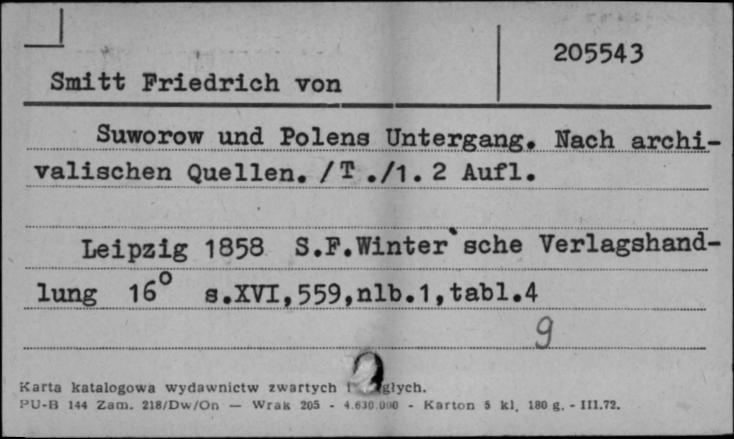 205543
Smitt Friedrich von
Suworow und Polens Untergang. Nach archi-
valischen Quellen. /T ./1. 2 Aufl.
Leipzig 1858 S.F.Winter`sche Verlagshand-
lung 16° s.XVI,559,nlb.1,tabl.4
g
Karta katalogowa wydawnictw zwartych i
PU-B 144 Zam. 218/Dw/On — Wrak 205 - 4.630.000 - Karton 5 kl, 180 g. - III.72.